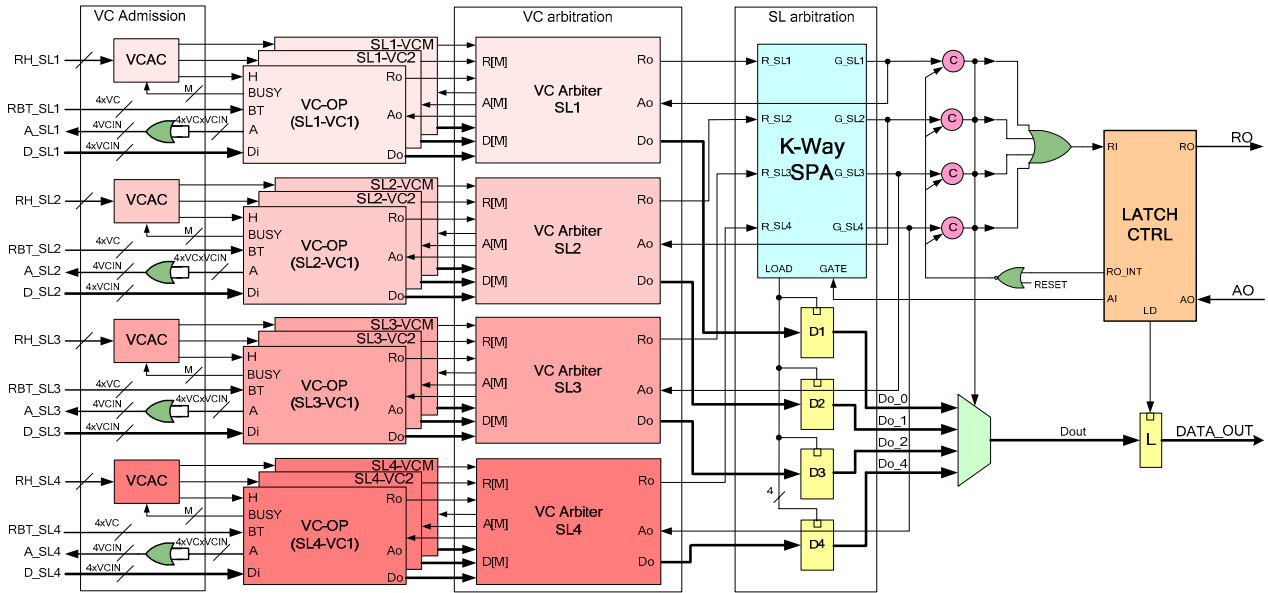 VC Admission
VC arbitration
SL arbitration
RH_SL1
VCAC
SL1-VCM
SL1-VC2
H
BUSY
M
RBT_SL1
4xVC
BT
A_SL1
4VCIN
4xVCxVCIN
A
D_SL1
4xVCIN
Di
VC-OP
(SL1-VC1)
Ro
Ao
Do
R[M]
A[M]
D[M]
VC Arbiter
SL1
Ro
Ao
Do
RH_SL2
VCAC
SL2-VCM
SL2-VC2
H
BUSY
M
RBT_SL2
4xVC
BT
A_SL2
4VCIN
4xVCxVCIN
A
D_SL2
4xVCIN
Di
VC-OP
(SL2-VC1)
Ro
Ao
Do
R[M]
A[M]
D[M]
VC Arbiter
SL2
Ro
Ao
Do
RH_SL3
VCAC
SL3-VCM
SL3-VC2
H
BUSY
M
RBT_SL3
4xVC
BT
A_SL3
4VCIN
4xVCxVCIN
A
D_SL3
4xVCIN
Di
VC-OP
(SL3-VC1)
Ro
Ao
Do
R[M]
A[M]
D[M]
VC Arbiter
SL3
Ro
Ao
Do
RH_SL4
VCAC
SL4-VCM
SL4-VC2
H
BUSY
M
RBT_SL4
4xVC
BT
A_SL4
4VCIN
4xVCxVCIN
A
D_SL4
4xVCIN
Di
VC-OP
(SL4-VC1)
Ro
Ao
Do
R[M]
A[M]
D[M]
VC Arbiter
SL4
Ro
Ao
Do
R_SL1
G_SL1
R_SL2
G_SL2
K-Way
SPA
R_SL3
G_SL3
R_SL4
G_SL4
LOAD
GATE
D1
D2
D3
4
D4
C
C
C
C
RESET
RI
RO
LATCH
CTRL
RO_INT
AI
AO
LD
RO
AO
Do_0
Do_1
Do_2
Do_4
Dout
L
DATA_OUT